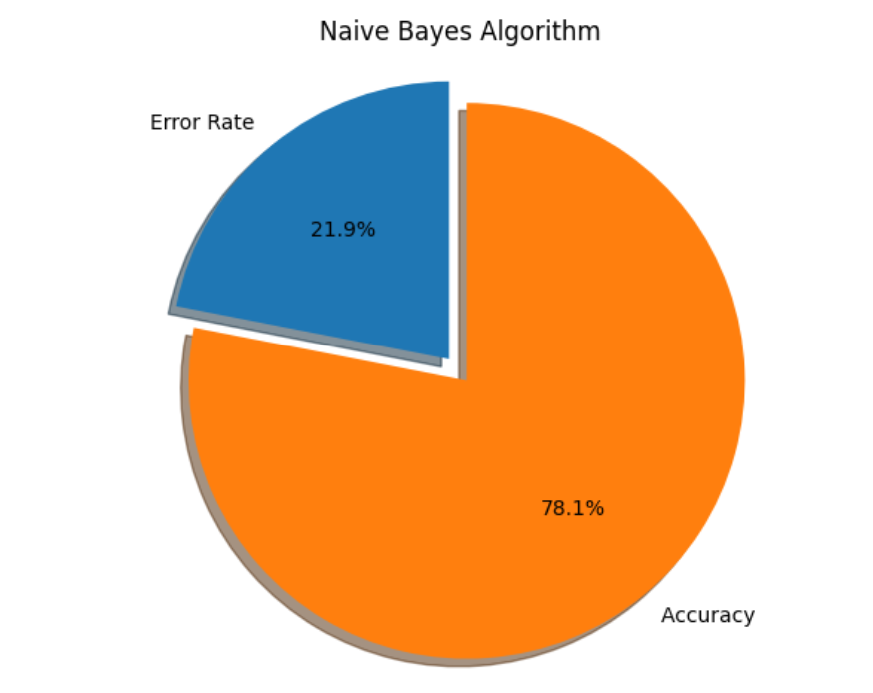 Naive Bayes Algorithm
Error Rate
21.9%
78.1%
Accuracy